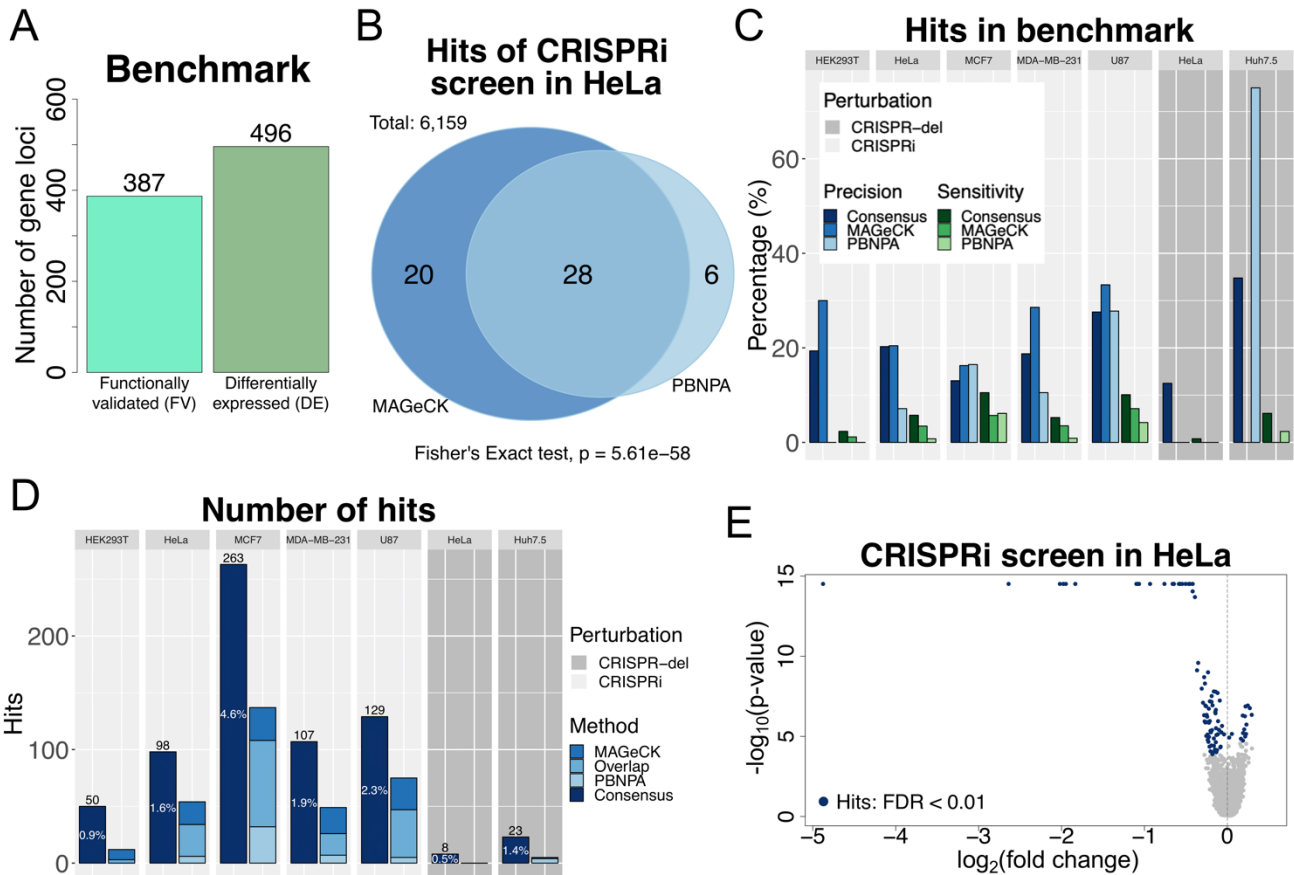 A
Benchmark
Number of gene loci
0
200
400
600
387
496
Functionally
validated (FV)
Differentially
expressed (DE)
B
Hits of CRISPRi
screen in HeLa
Total: 6,159
20
28
6
MAGeCK
PBNPA
Fisher's Exact test, p = 5.61e−58
C
Hits in benchmark
HEK293T
HeLa
MCF7
MDA−MB−231
U87
HeLa
Huh7.5
Percentage (%)
60
40
20
0
Perturbation
CRISPR−del
CRISPRi
Precision
Consensus
MAGeCK
PBNPA
Sensitivity
Consensus
MAGeCK
PBNPA
D
Number of hits
HEK293T
HeLa
MCF7
MDA−MB−231
U87
HeLa
Huh7.5
Hits
200
100
0
50
0.9%
98
1.6%
263
4.6%
107
1.9%
129
2.3%
8
0.5%
23
1.4%
Perturbation
CRISPR−del
CRISPRi
Method
MAGeCK
Overlap
PBNPA
Consensus
E
CRISPRi screen in HeLa
-log10(p-value)
15
10
5
0
Hits: FDR < 0.01
−5
−4
−3
−2
−1
0
log2(fold change)